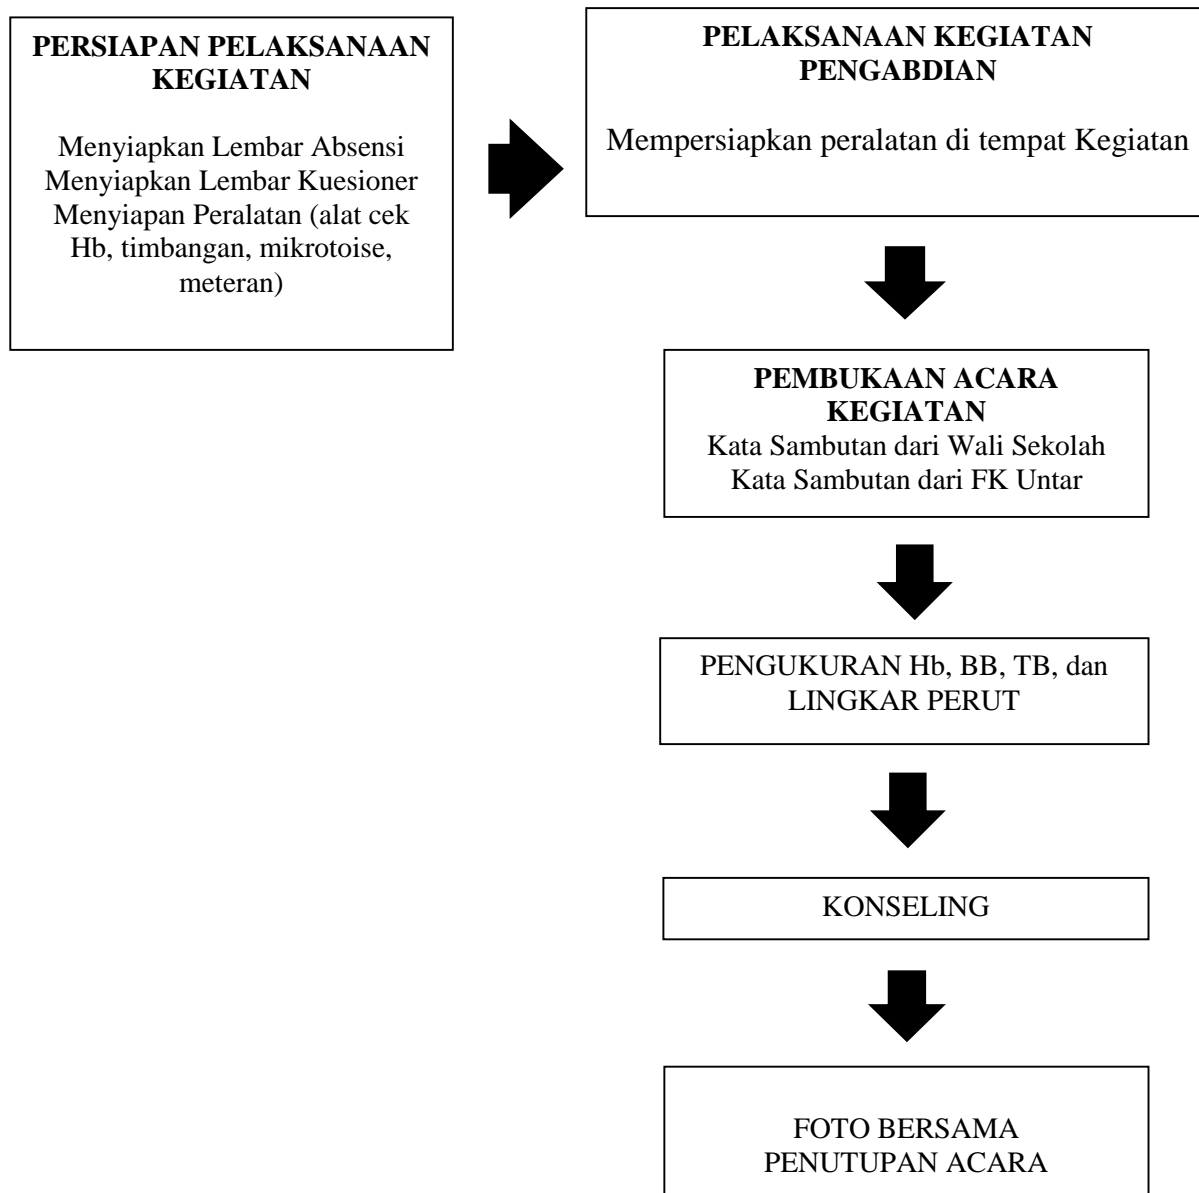 PERSIAPAN PELAKSANAAN
KEGIATAN
Menyiapkan Lembar Absensi
Menyiapkan Lembar Kuesioner
Menyiapan Peralatan (alat cek
Hb, timbangan, mikrotoise,
meteran)
PELAKSANAAN KEGIATAN
PENGABDIAN
Mempersiapkan peralatan di tempat Kegiatan
PEMBUKAAN ACARA
KEGIATAN
Kata Sambutan dari Wali Sekolah
Kata Sambutan dari FK Untar
PENGUKURAN Hb, BB, TB, dan
LINGKAR PERUT
KONSELING
FOTO BERSAMA
PENUTUPAN ACARA